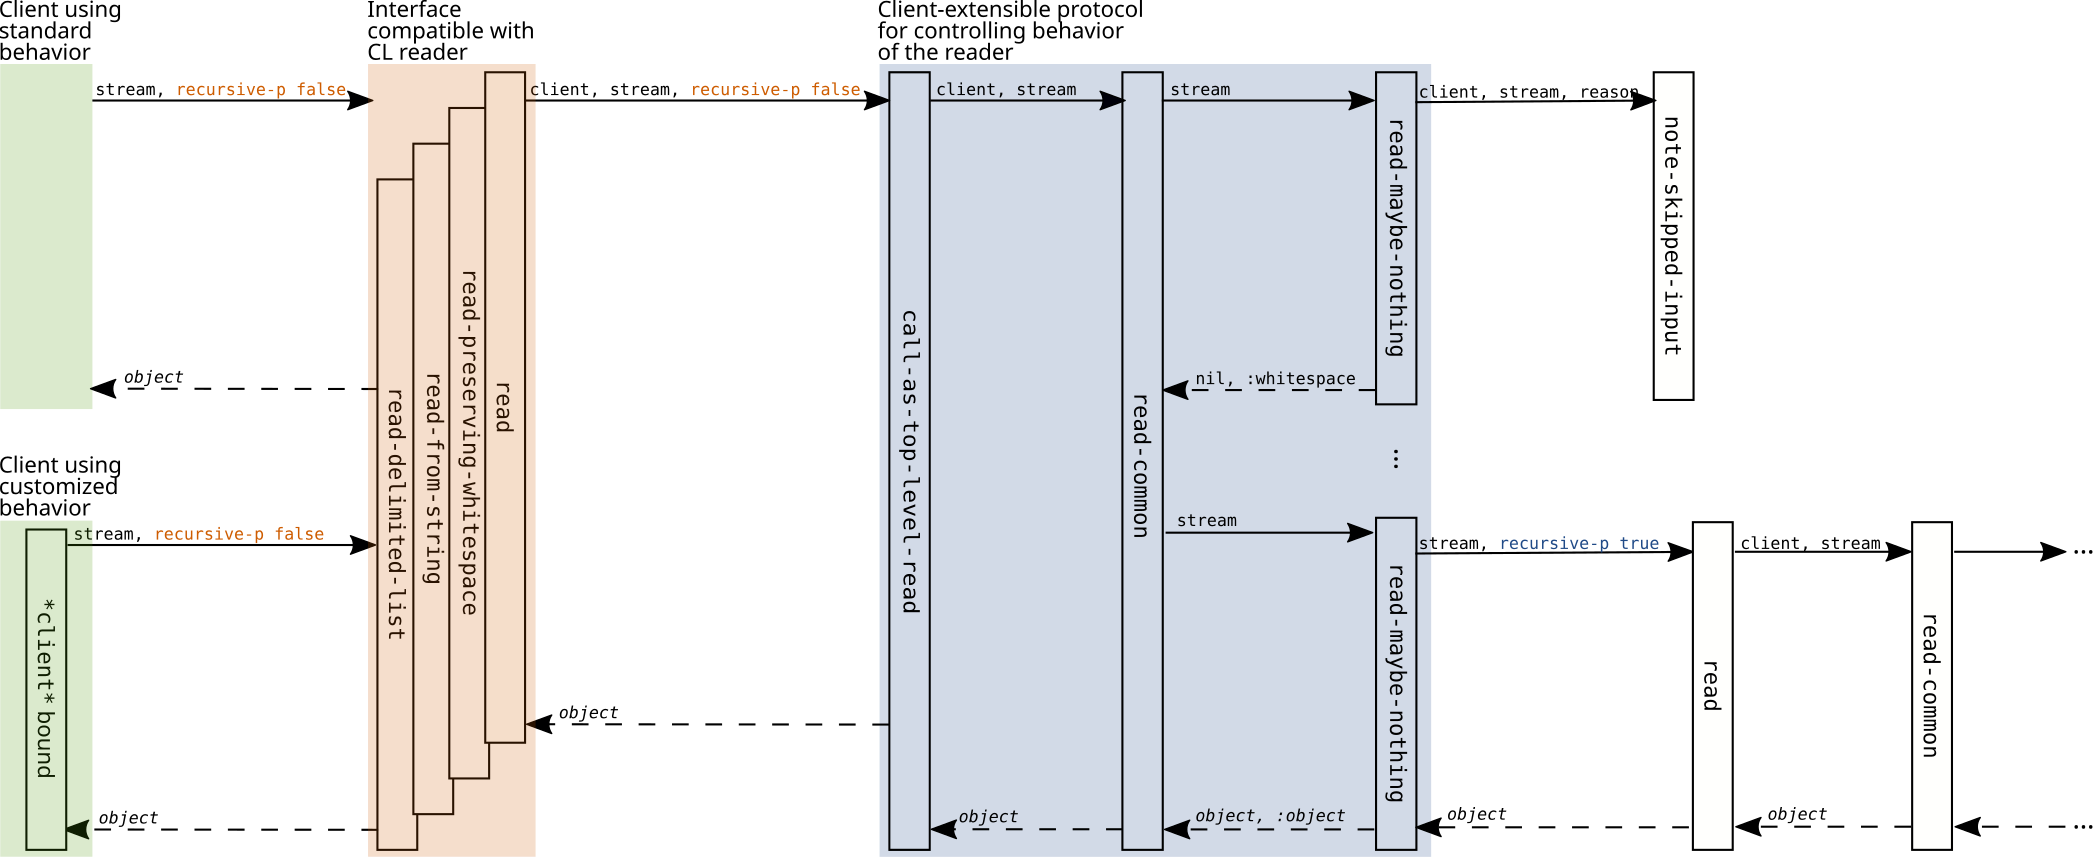 Client using
standard
behavior
Interface
compatible with
CL reader
Client-extensible protocol
for controlling behavior
of the reader
stream, recursive-p false
client, stream, recursive-p false
client, stream
stream
client, stream, reason
read-maybe-nothing
note-skipped-input
object
nil, :whitespace
call-as-top-level-read
read-common
read
read-preserving-whitespace
read-from-string
read-delimited-list
...
Client using
customized
behavior
stream, recursive-p false
*client* bound
stream
stream, recursive-p true
client, stream
...
read-maybe-nothing
read
read-common
object
object
object
object, :object
object
object
...